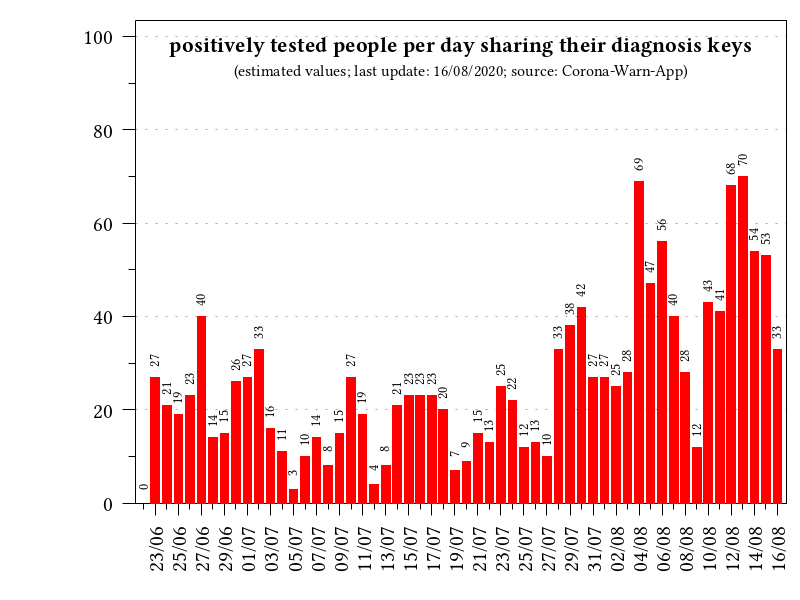 positively tested people per day sharing their diagnosis keys
(estimated values; last update: 16/08/2020; source: Corona-Warn-App)
100
80
60
40
20
0
0 27 21 19 23 40 14 15 26 27 33 16 11 3 10 14 8 15 27 19 4 8 21 23 23 23 20 7 9 15 13 25 22 12 13 10 33 38 42 27 27 25 28 69 47 56 40 28 12 43 41 68 70 54 53 33
23/06 25/06 27/06 29/06 01/07 03/07 05/07 07/07 09/07 11/07 13/07 15/07 17/07 19/07 21/07 23/07 25/07 27/07 29/07 31/07 02/08 04/08 06/08 08/08 10/08 12/08 14/08 16/08